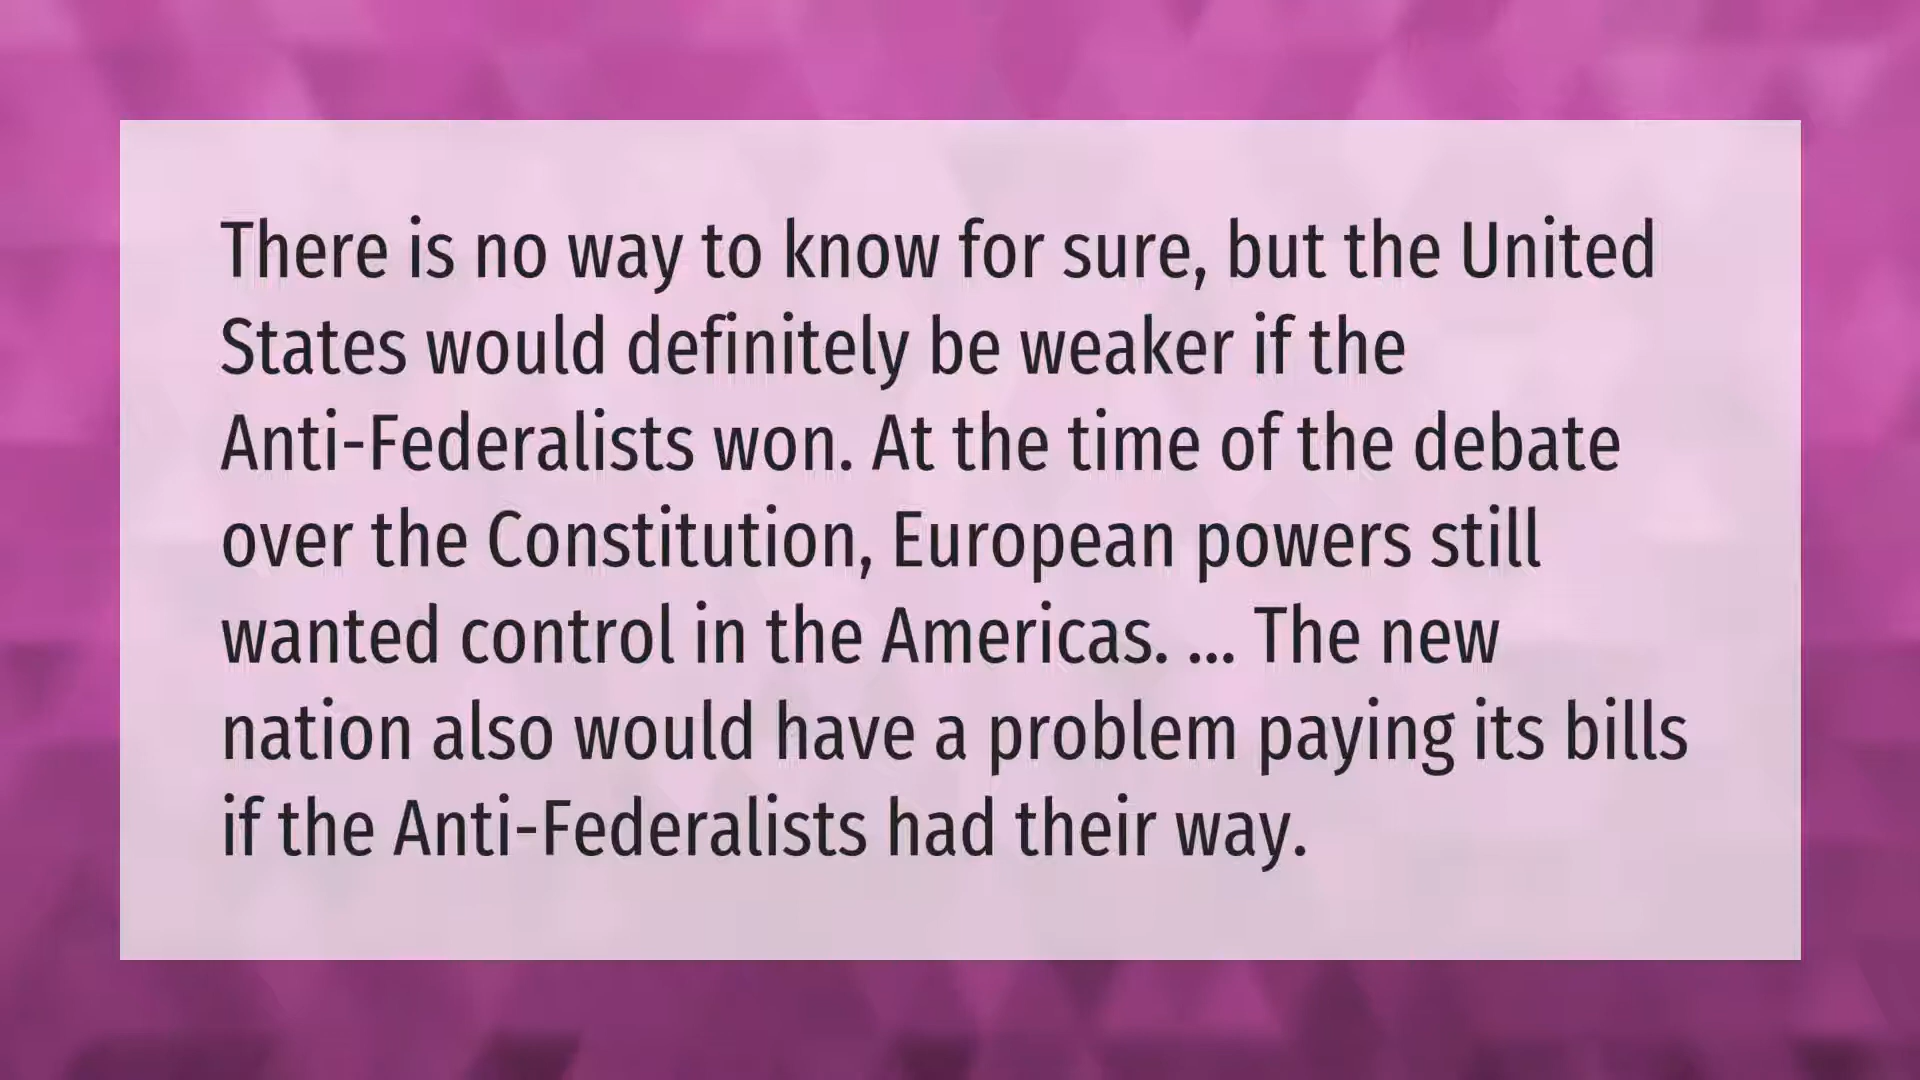 There is no way to know for sure, but the United
States would definitely be weaker if the
Anti-Federalists won. At the time of the debate
over the Constitution, European powers still
wanted control in the Americas. ... The new
nation also would have a problem paying its bills
if the Anti-Federalists had their way.